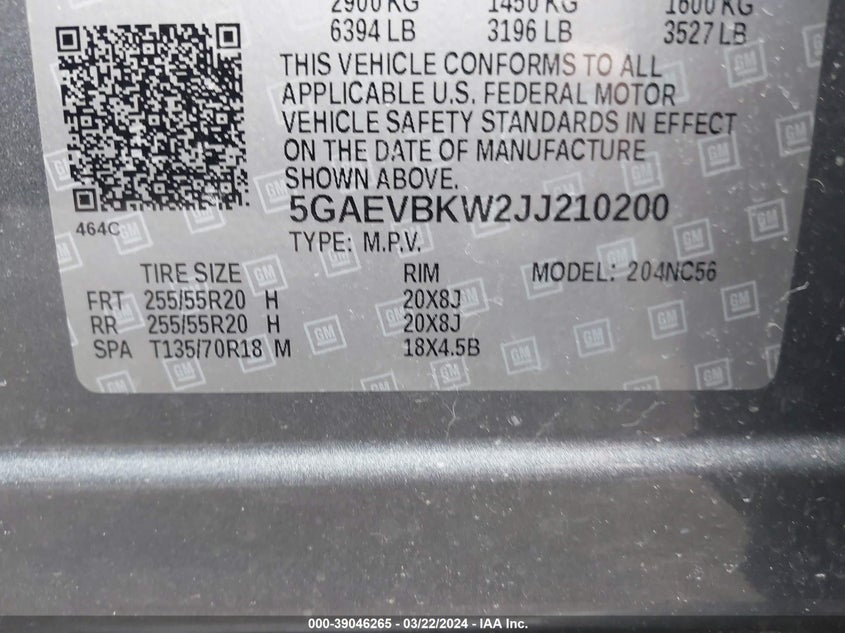 2900 KG 1450 KG 1600 KG
6394 LB 3196 LB 3527 LB
THIS VEHICLE CONFORMS TO ALL
APPLICABLE U.S. FEDERAL MOTOR
VEHICLE SAFETY STANDARDS IN EFFECT
ON THE DATE OF MANUFACTURE
SHOWN ABOVE.
464C
5GAEVBKW2JJ210200
TYPE: M.P.V.
TIRE SIZE RIM MODEL: 204NC56
FRT 255/55R20 H 20X8J
RR 255/55R20 H 20X8J
SPA T135/70R18 M 18X4.5B
000-39046265 - 03/22/2024 - IAA Inc.